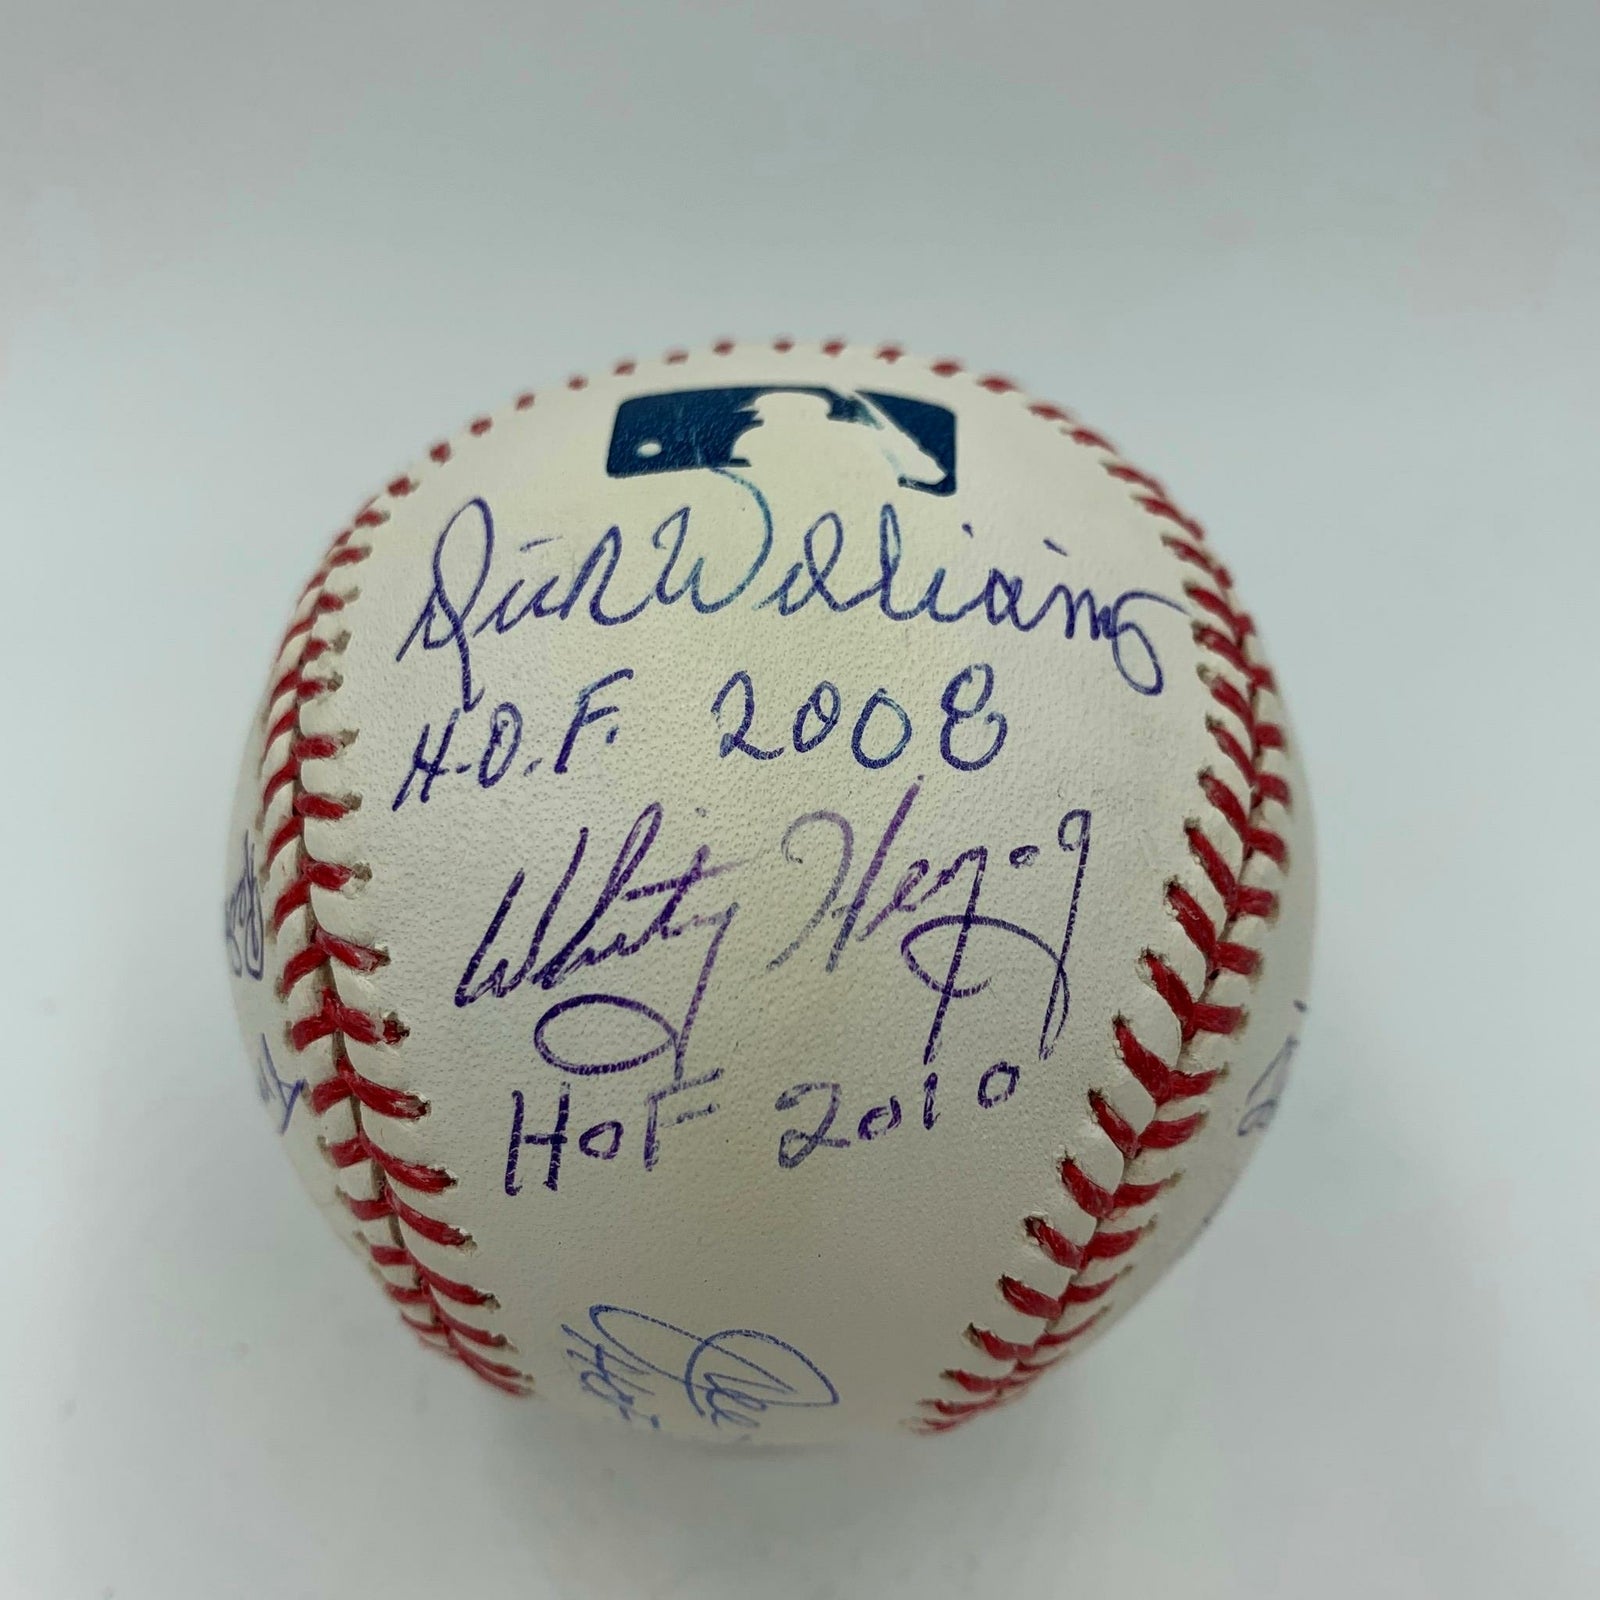 Dick Williams
H.O.F. 2008
Whitey Herzog
HOF 2010